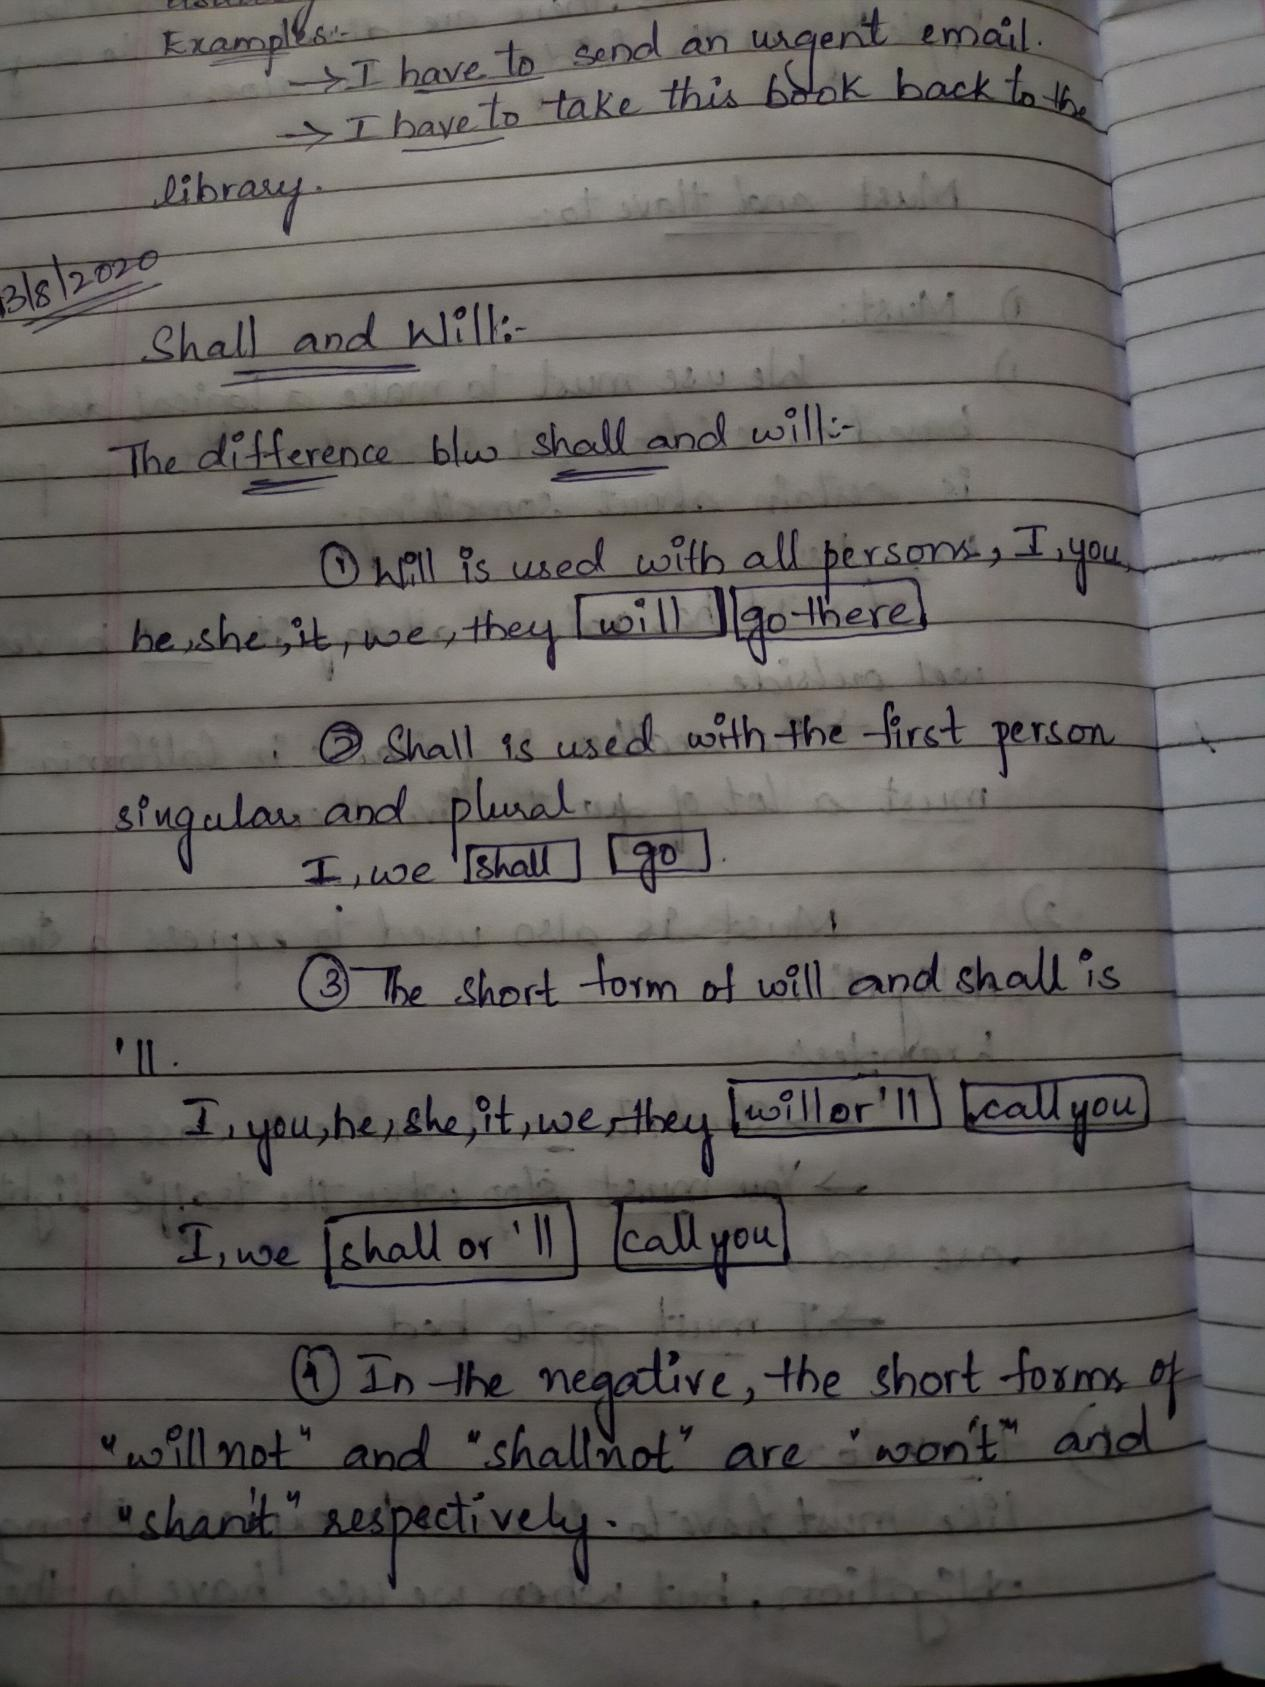 Examples:-
→ I have to send an urgent email.
→ I have to take this book back to the
library.
3/8/2020
Shall and Will:-
The difference b/w shall and will:-
① Will is used with all persons, I, you,
he, she, it, we, they will go there
② Shall is used with the first person
singular and plural.
I, we shall go.
③ The short form of will and shall is
'll.
I, you, he, she, it, we, they will or 'll call you
I, we shall or 'll call you
④ In the negative, the short forms of
"will not" and "shall not" are "won't" and
"shan't" respectively.